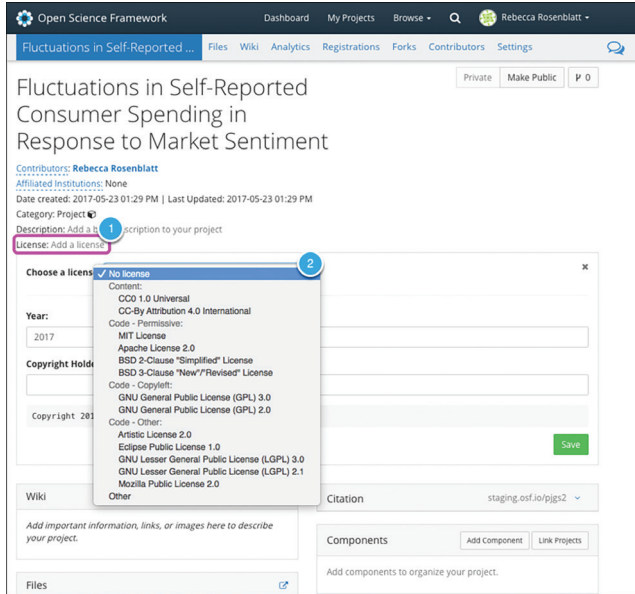 Open Science Framework
Dashboard My Projects Browse Rebecca Rosenblatt
Fluctuations in Self-Reported ... Files Wiki Analytics Registrations Forks Contributors Settings
Private Make Public 0
Fluctuations in Self-Reported
Consumer Spending in
Response to Market Sentiment
Contributors: Rebecca Rosenblatt
Affiliated Institutions: None
Date created: 2017-05-23 01:29 PM | Last Updated: 2017-05-23 01:29 PM
Category: Project
1
Description: Add a b scription to your project
License: Add a license
2
Choose a licens
✓ No license
Content:
CC0 1.0 Universal
CC-By Attribution 4.0 International
Code - Permissive:
MIT License
Apache License 2.0
BSD 2-Clause "Simplified" License
BSD 3-Clause "New"/"Revised" License
Code - Copyleft:
GNU General Public License (GPL) 3.0
GNU General Public License (GPL) 2.0
Code - Other:
Artistic License 2.0
Eclipse Public License 1.0
GNU Lesser General Public License (LGPL) 3.0
GNU Lesser General Public License (LGPL) 2.1
Mozilla Public License 2.0
Other
Year:
2017
Copyright Holde
Copyright 201
Save
Wiki
Add important information, links, or images here to describe
your project.
Files
Citation staging.osf.io/pjgs2
Components Add Component Link Projects
Add components to organize your project.